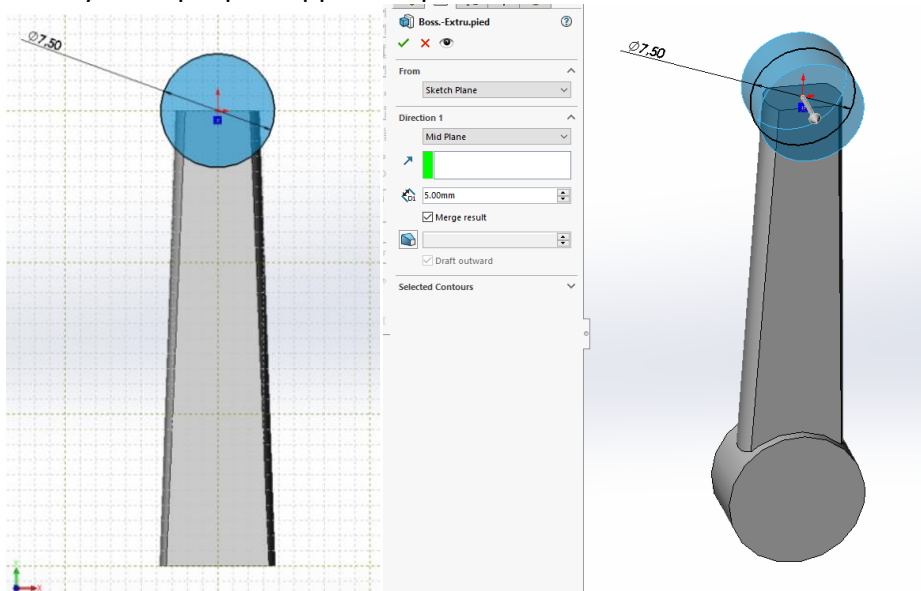 Ø7,50
Boss.-Extru.pied
From
Sketch Plane
Direction 1
Mid Plane
D1
5.00mm
Merge result
Draft outward
Selected Contours
Ø7,50